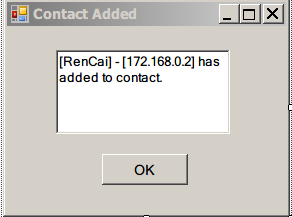 Contact Added
[RenCai] - [172.168.0.2] has
added to contact.
OK